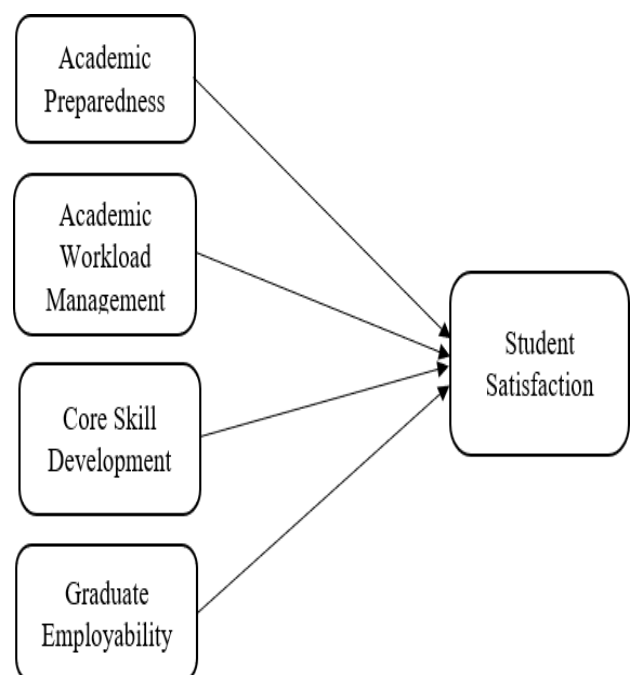 Academic
Preparedness
Academic
Workload
Management
Core Skill
Development
Graduate
Employability
Student
Satisfaction